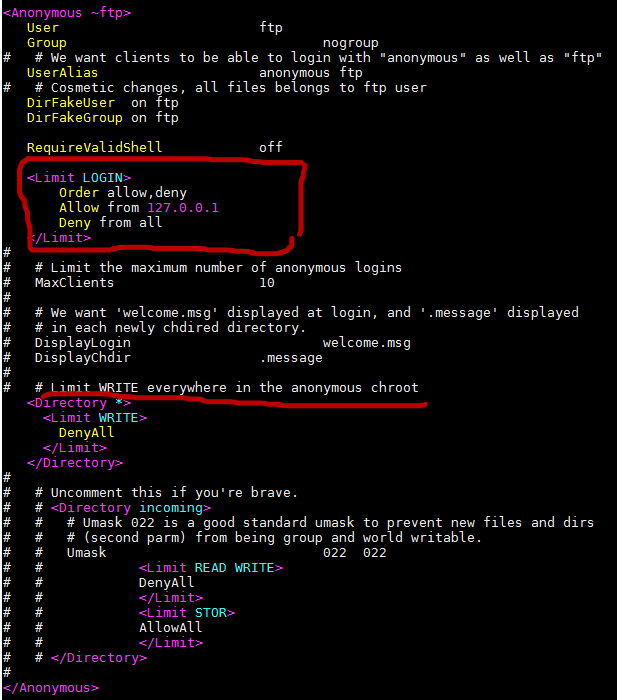 <Anonymous ~ftp>
User ftp
Group nogroup
# # We want clients to be able to login with "anonymous" as well as "ftp"
UserAlias anonymous ftp
# # Cosmetic changes, all files belongs to ftp user
DirFakeUser on ftp
DirFakeGroup on ftp
RequireValidShell off
<Limit LOGIN>
Order allow,deny
Allow from 127.0.0.1
Deny from all
</Limit>
#
# # Limit the maximum number of anonymous logins
# MaxClients 10
#
# # We want 'welcome.msg' displayed at login, and '.message' displayed
# # in each newly chdired directory.
# DisplayLogin welcome.msg
# DisplayChdir .message
#
# # Limit WRITE everywhere in the anonymous chroot
<Directory *>
<Limit WRITE>
DenyAll
</Limit>
</Directory>
#
# # Uncomment this if you're brave.
# # <Directory incoming>
# # # Umask 022 is a good standard umask to prevent new files and dirs
# # # (second parm) from being group and world writable.
# # Umask 022 022
# # <Limit READ WRITE>
# # DenyAll
# # </Limit>
# # <Limit STOR>
# # AllowAll
# # </Limit>
# # </Directory>
#
</Anonymous>